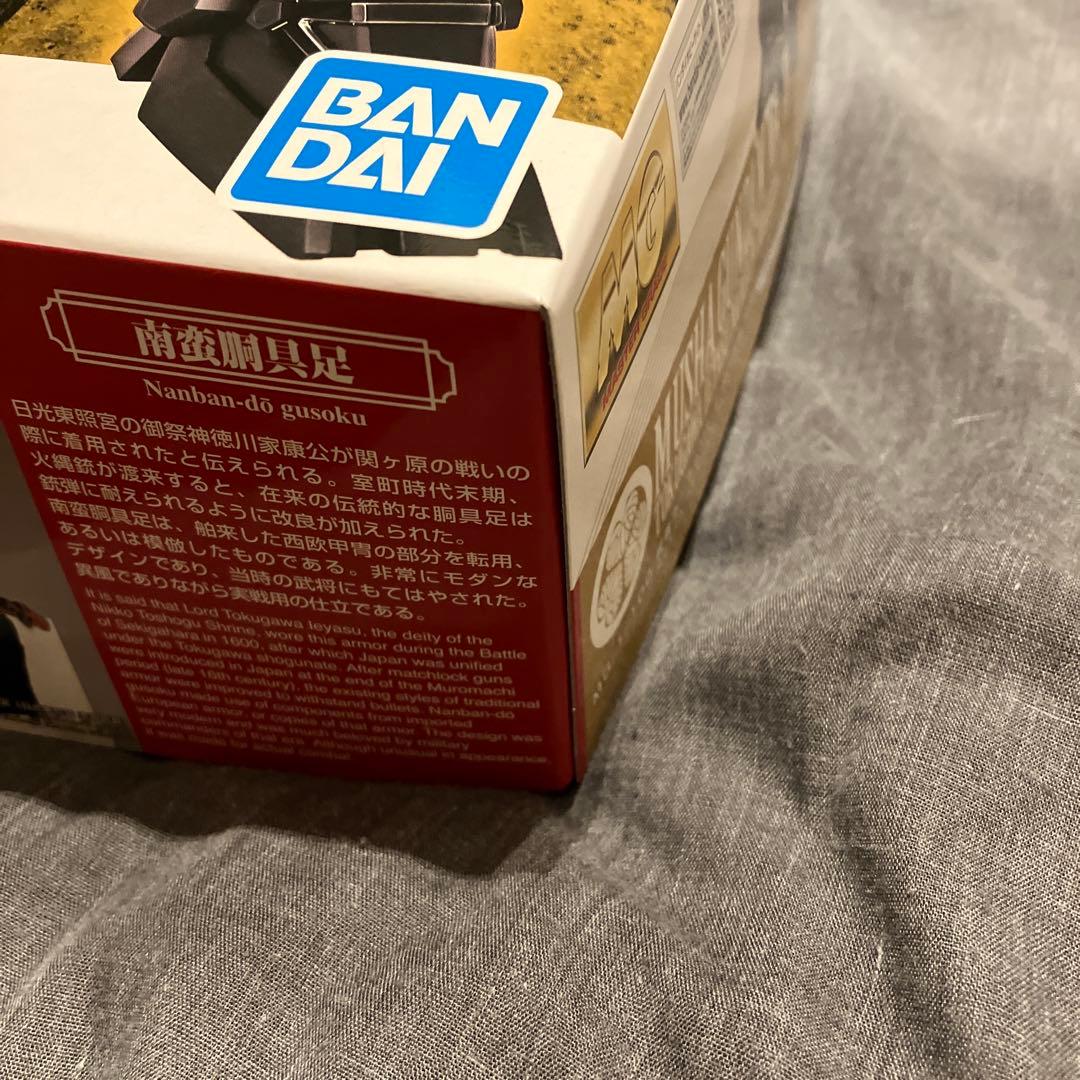 BAN
DAI
MG
MASTER GRADE
南蛮胴具足
Nanban-dō gusoku
日光東照宮の御祭神徳川家康公が関ヶ原の戦いの
際に着用されたと伝えられる。室町時代末期、
火縄銃が渡来すると、在来の伝統的な胴具足は
銃弾に耐えられるように改良が加えられた。
南蛮胴具足は、舶来した西欧甲冑の部分を転用、
あるいは模倣したものである。非常にモダンな
デザインであり、当時の武将にもてはやされた。
異風でありながら実戦用の仕立である。
It is said that Lord Tokugawa Ieyasu, the deity of the
Nikko Toshogu Shrine, wore this armor during the Battle
of Sekigahara in 1600, after which Japan was unified
under the Tokugawa shogunate. After matchlock guns
were introduced in Japan at the end of the Muromachi
period (late 16th century), the existing styles of traditional
armor were improved to withstand bullets. Nanban-dō
gusoku made use of components from imported
European armor, or copies of that armor. The design was
very modern and was much beloved by military
commanders of that era. Although unusual in appearance,
it was made for actual combat.